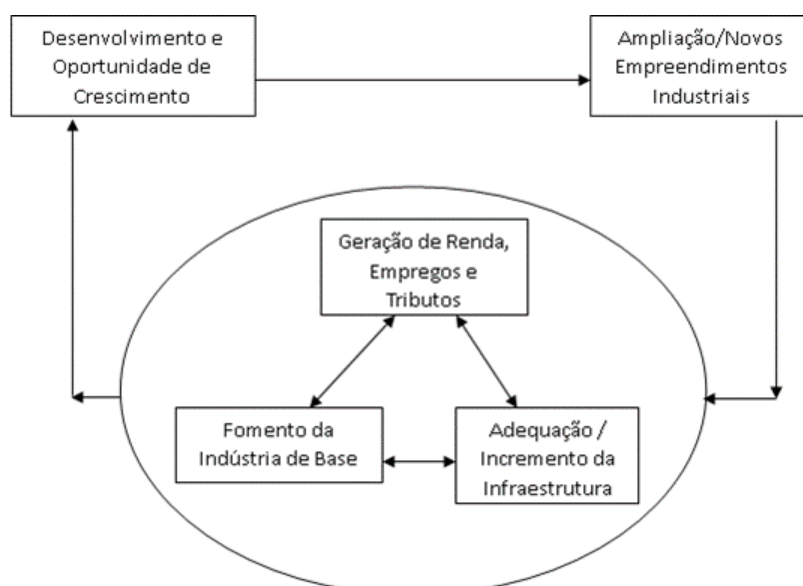 Desenvolvimento e
Oportunidade de
Crescimento
Ampliação/Novos
Empreendimentos
Industriais
Geração de Renda,
Empregos e
Tributos
Fomento da
Indústria de Base
Adequação /
Incremento da
Infraestrutura